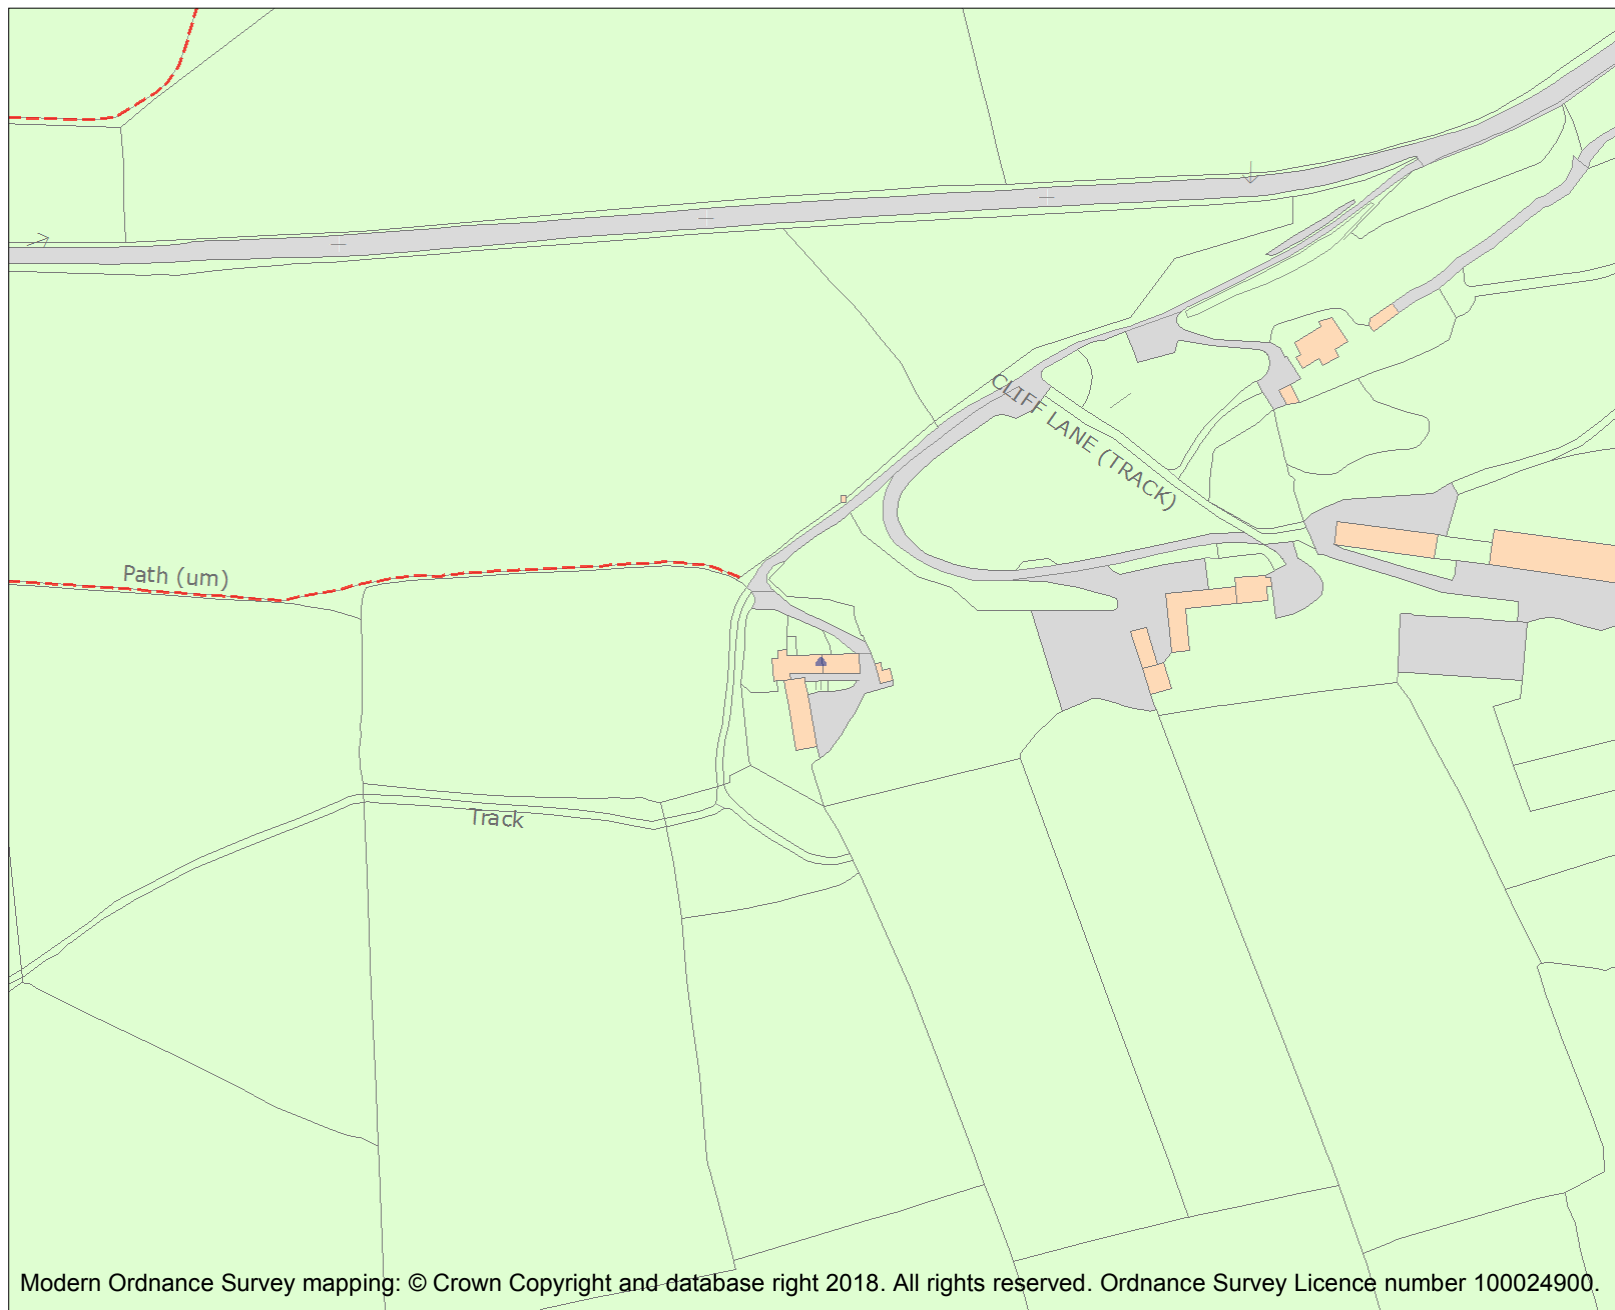 CLIFF LANE (TRACK)
Path (um)
Track
Modern Ordnance Survey mapping: © Crown Copyright and database right 2018. All rights reserved. Ordnance Survey Licence number 100024900.